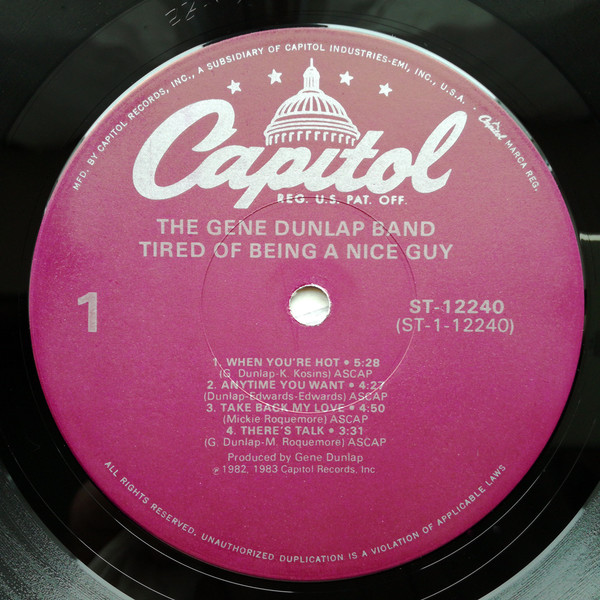 MFD. BY CAPITOL RECORDS, INC., A SUBSIDIARY OF CAPITOL INDUSTRIES-EMI, INC., U.S.A. • Capitol MARCA REG.
Capitol
REG. U.S. PAT. OFF.
THE GENE DUNLAP BAND
TIRED OF BEING A NICE GUY
1
ST-12240
(ST-1-12240)
1. WHEN YOU'RE HOT • 5:28
(G. Dunlap-K. Kosins) ASCAP
2. ANYTIME YOU WANT • 4:27
(Dunlap-Edwards-Edwards) ASCAP
3. TAKE BACK MY LOVE • 4:50
(Mickie Roquemore) ASCAP
4. THERE'S TALK • 3:31
(G. Dunlap-M. Roquemore) ASCAP
Produced by Gene Dunlap
℗ 1982, 1983 Capitol Records, Inc.
ALL RIGHTS RESERVED. UNAUTHORIZED DUPLICATION IS A VIOLATION OF APPLICABLE LAWS